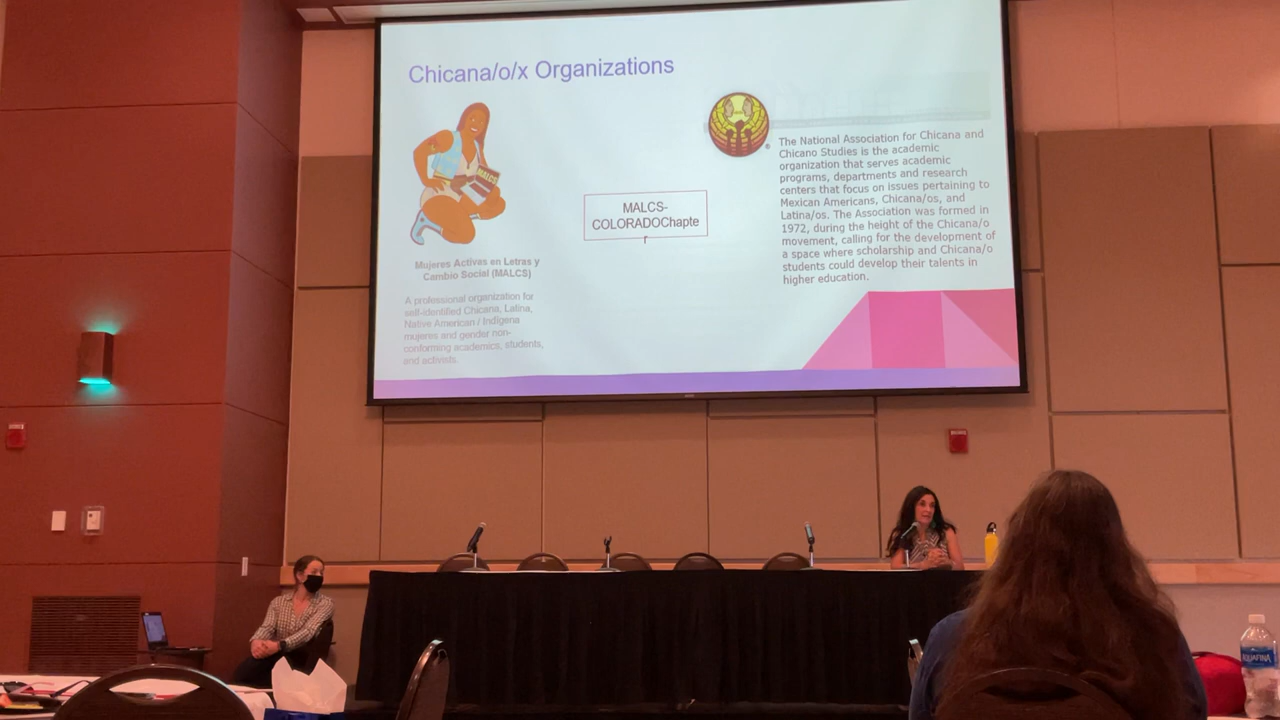 Chicana/o/x Organizations
MALCS
Mujeres Activas en Letras y
Cambio Social (MALCS)
A professional organization for
self-identified Chicana, Latina,
Native American / Indígena
mujeres and gender non-
conforming academics, students,
and activists.
MALCS-
COLORADOChapte
r
The National Association for Chicana and
Chicano Studies is the academic
organization that serves academic
programs, departments and research
centers that focus on issues pertaining to
Mexican Americans, Chicana/os, and
Latina/os. The Association was formed in
1972, during the height of the Chicana/o
movement, calling for the development of
a space where scholarship and Chicana/o
students could develop their talents in
higher education.
AQUAFINA